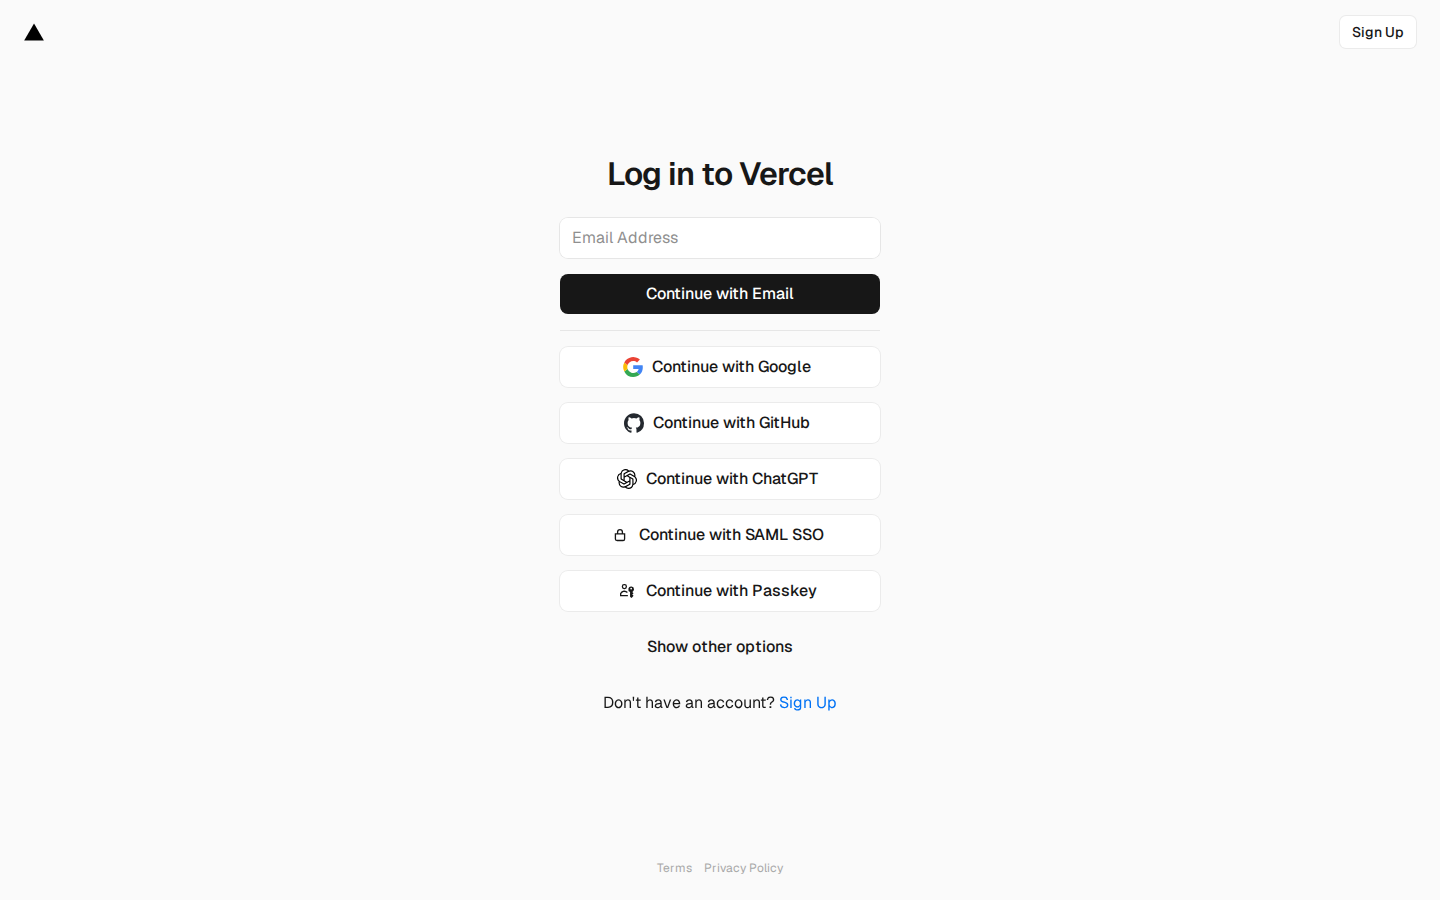 Sign Up
Log in to Vercel
Email Address
Continue with Email
Continue with Google
Continue with GitHub
Continue with ChatGPT
Continue with SAML SSO
Continue with Passkey
Show other options
Don't have an account? Sign Up
Terms Privacy Policy